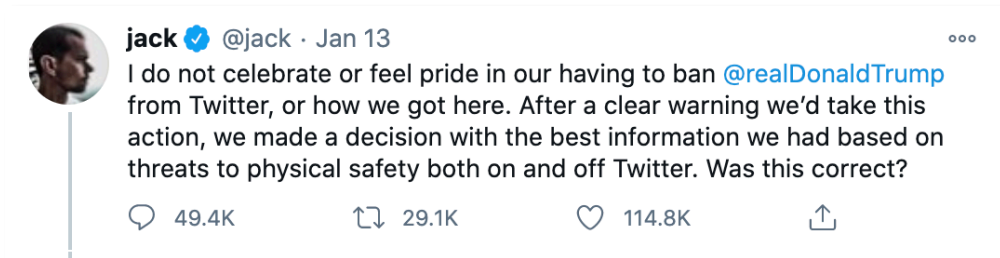 jack @jack · Jan 13
I do not celebrate or feel pride in our having to ban @realDonaldTrump
from Twitter, or how we got here. After a clear warning we’d take this
action, we made a decision with the best information we had based on
threats to physical safety both on and off Twitter. Was this correct?
49.4K 29.1K 114.8K